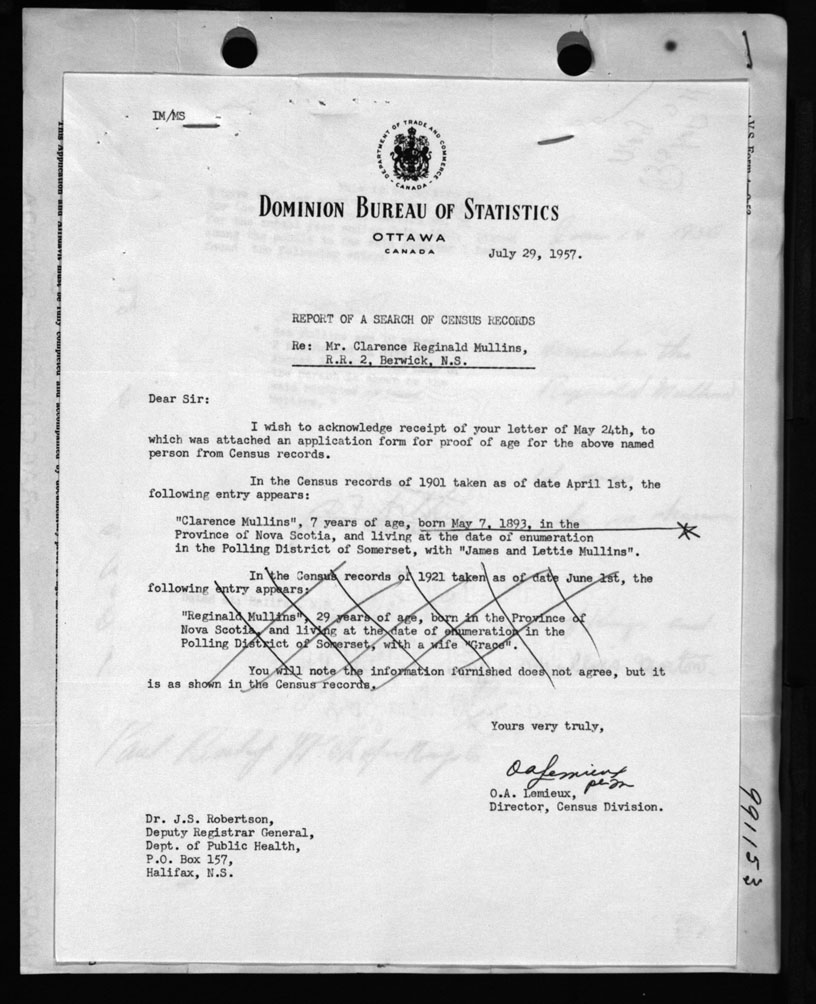 IM/MS
DEPARTMENT OF TRADE AND COMMERCE
CANADA
DOMINION BUREAU OF STATISTICS
OTTAWA
CANADA
July 29, 1957.
REPORT OF A SEARCH OF CENSUS RECORDS
Re: Mr. Clarence Reginald Mullins,
R.R. 2, Berwick, N.S.
Dear Sir:
I wish to acknowledge receipt of your letter of May 24th, to
which was attached an application form for proof of age for the above named
person from Census records.
In the Census records of 1901 taken as of date April 1st, the
following entry appears:
"Clarence Mullins", 7 years of age, born May 7, 1893, in the
Province of Nova Scotia, and living at the date of enumeration
in the Polling District of Somerset, with "James and Lettie Mullins".
In the Census records of 1921 taken as of date June 1st, the
following entry appears:
"Reginald Mullins", 29 years of age, born in the Province of
Nova Scotia, and living at the date of enumeration in the
Polling District of Somerset, with a wife "Grace".
You will note the information furnished does not agree, but it
is as shown in the Census records.
Yours very truly,
OALemieux
O.A. Lemieux,
Director, Census Division.
Dr. J.S. Robertson,
Deputy Registrar General,
Dept. of Public Health,
P.O. Box 157,
Halifax, N.S.
991153